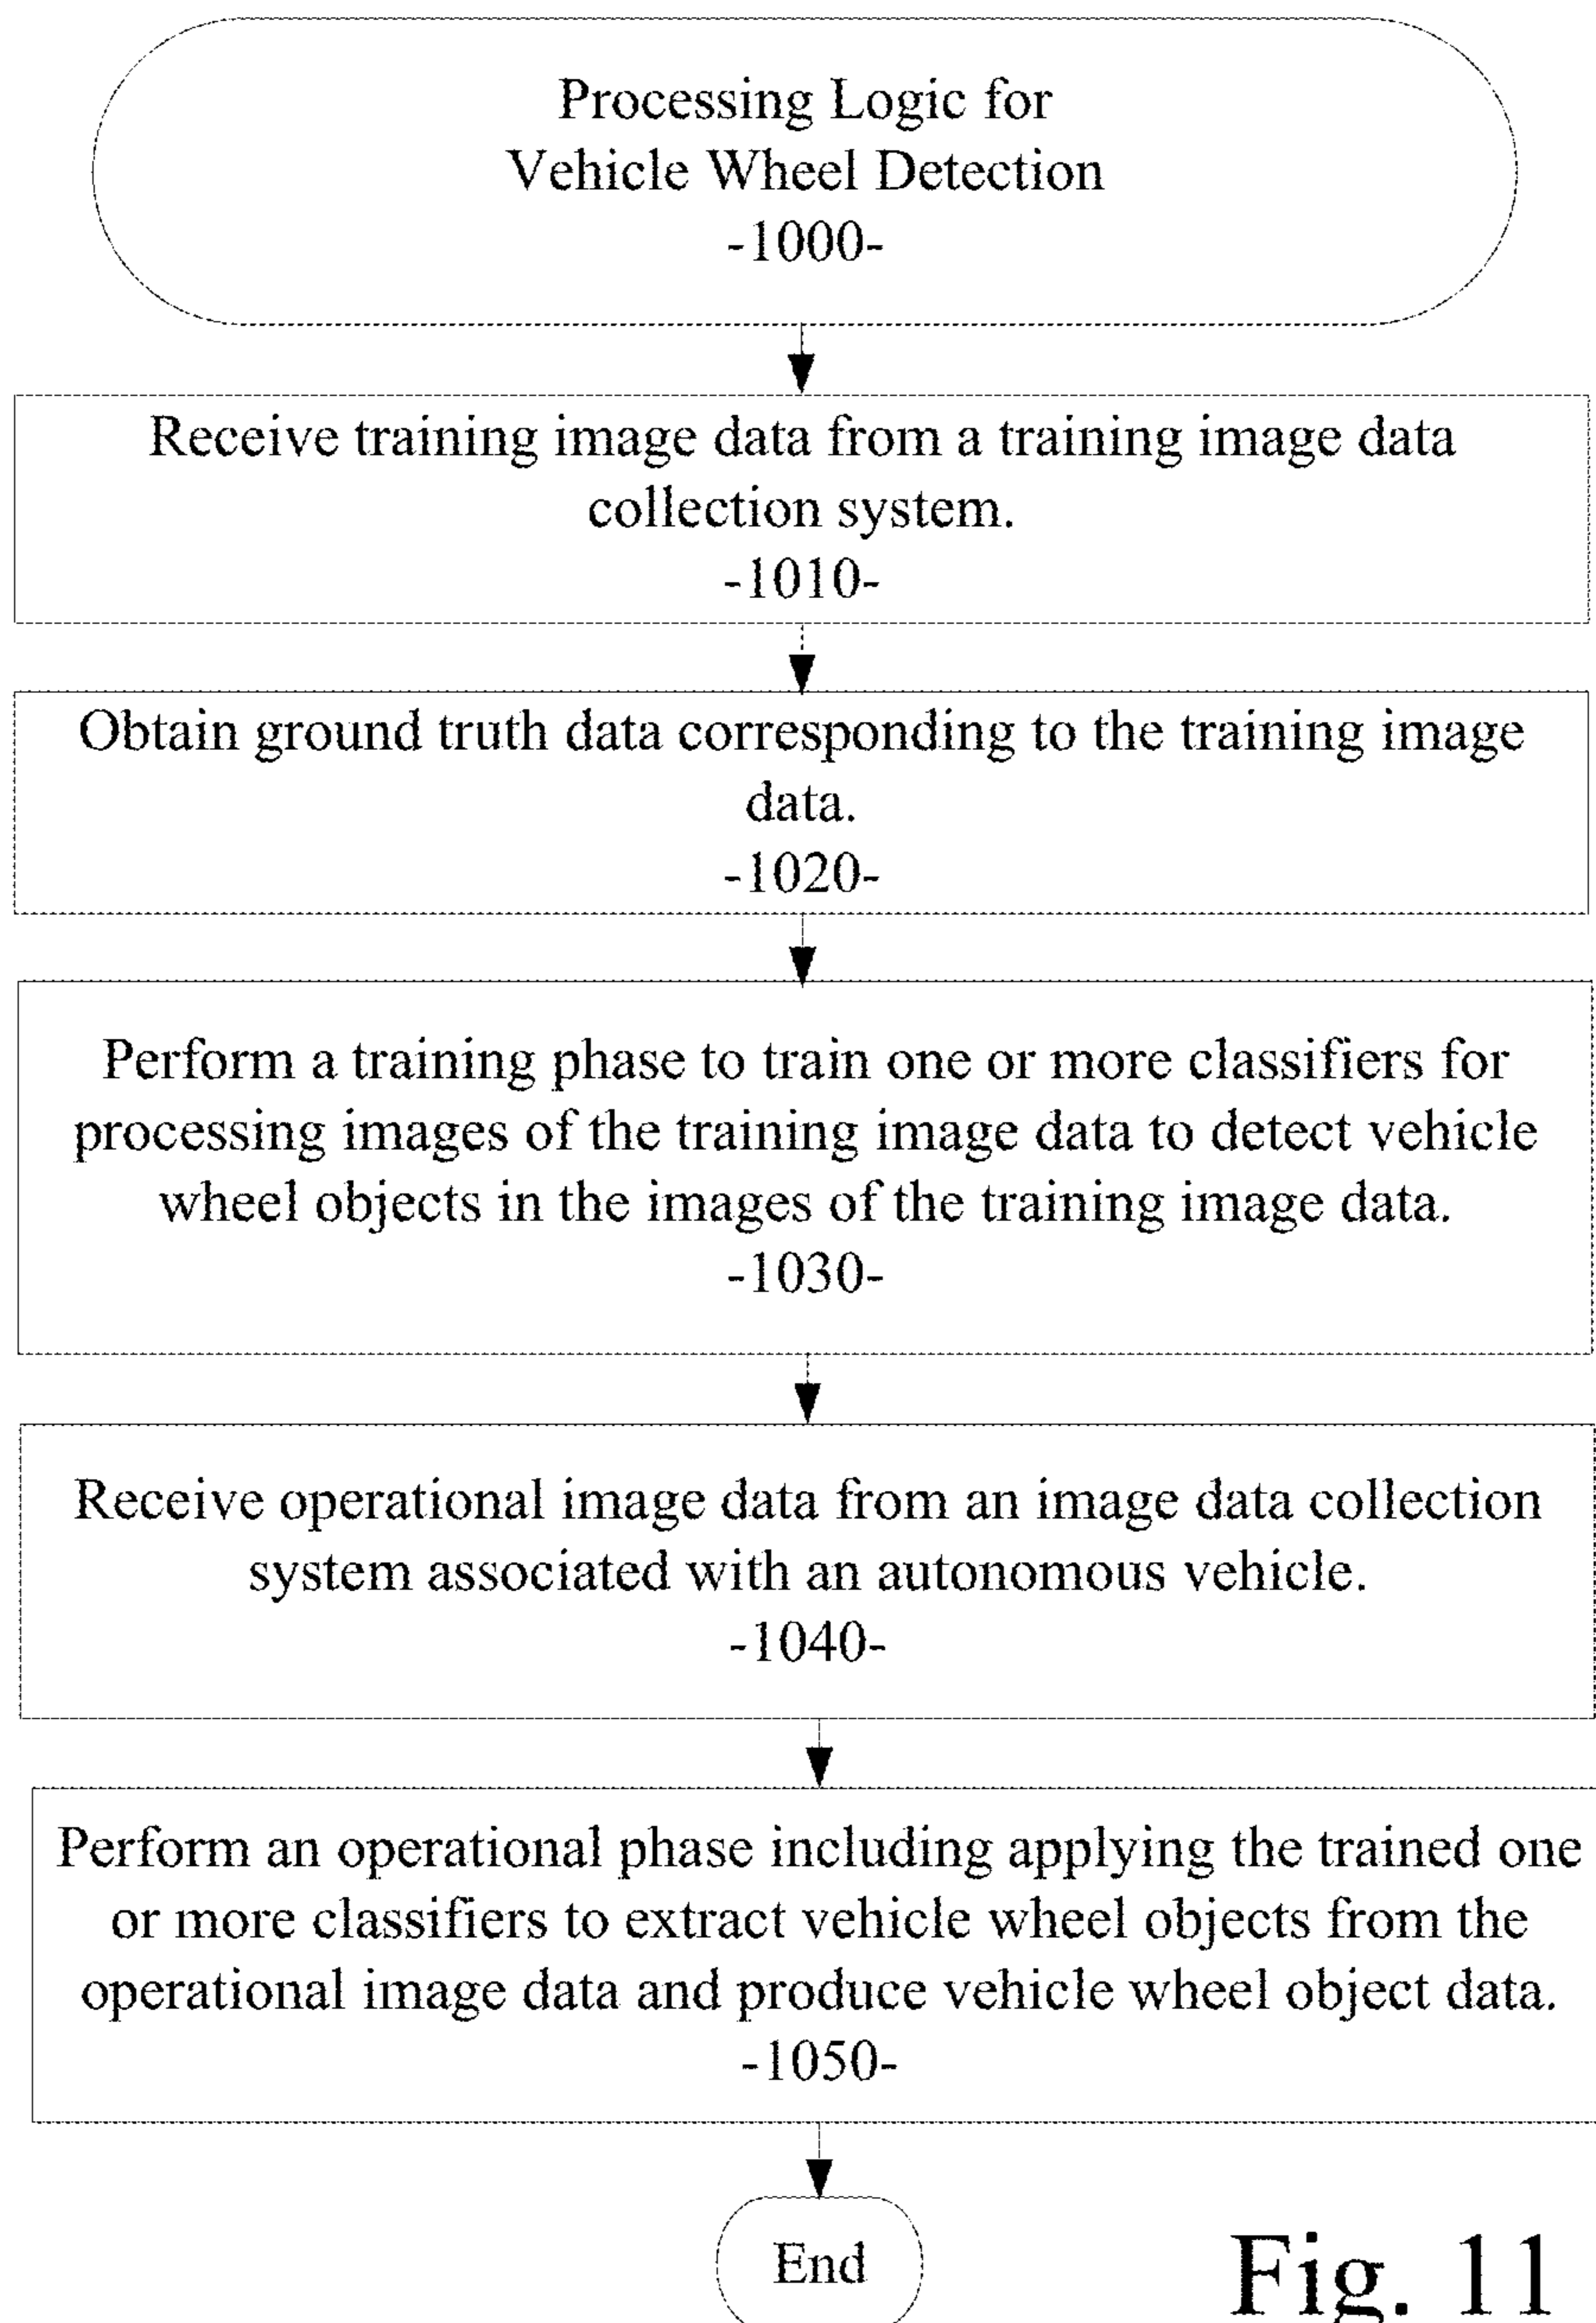 Processing Logic for
Vehicle Wheel Detection
-1000-
Receive training image data from a training image data
collection system.
-1010-
Obtain ground truth data corresponding to the training image
data.
-1020-
Perform a training phase to train one or more classifiers for
processing images of the training image data to detect vehicle
wheel objects in the images of the training image data.
-1030-
Receive operational image data from an image data collection
system associated with an autonomous vehicle.
-1040-
Perform an operational phase including applying the trained one
or more classifiers to extract vehicle wheel objects from the
operational image data and produce vehicle wheel object data.
-1050-
End
Fig. 11